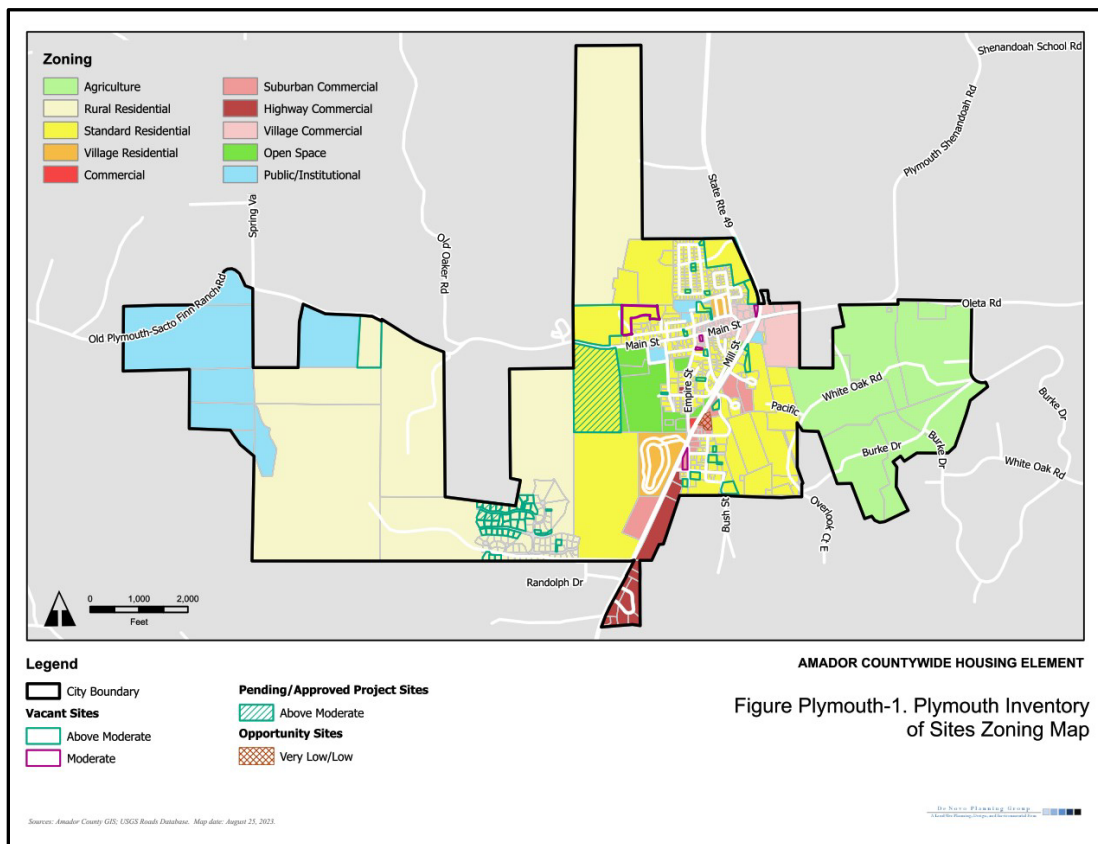 Zoning
Agriculture
Rural Residential
Standard Residential
Village Residential
Commercial
Suburban Commercial
Highway Commercial
Village Commercial
Open Space
Public/Institutional
Shenandoah School Rd
Plymouth Shenandoah Rd
State Rte 49
Spring Va
Old Oaker Rd
Old Plymouth-Sacto Finn Ranch Rd
Oleta Rd
Main St
Main St
Mill St
Empire St
Pacific
White Oak Rd
Burke Dr
Burke Dr
Burke Dr
White Oak Rd
Overlook Ct E
Bush St
Randolph Dr
0 1,000 2,000
Feet
Legend
City Boundary
Vacant Sites
Above Moderate
Moderate
Pending/Approved Project Sites
Above Moderate
Opportunity Sites
Very Low/Low
AMADOR COUNTYWIDE HOUSING ELEMENT
Figure Plymouth-1. Plymouth Inventory
of Sites Zoning Map
Sources: Amador County GIS; USGS Roads Database. Map date: August 25, 2023.
De Novo Planning Group